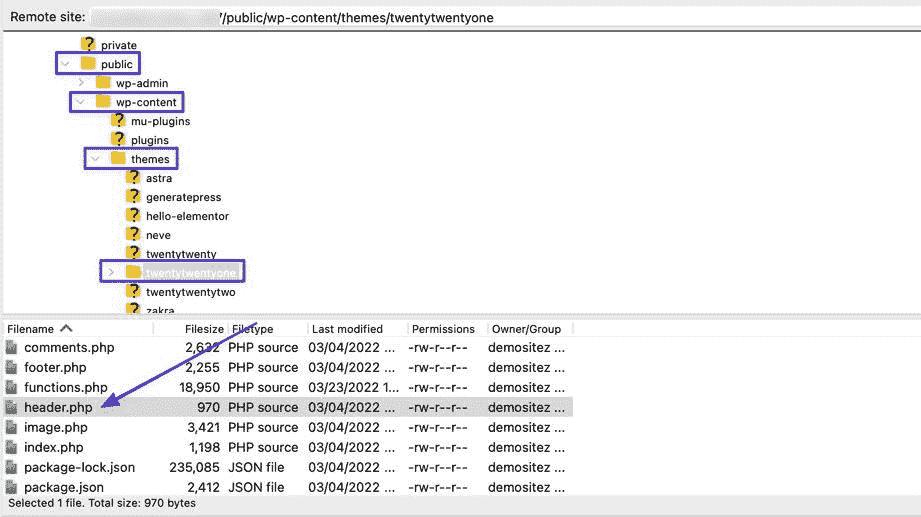 Remote site: /public/wp-content/themes/twentytwentyone
private
public
wp-admin
wp-content
mu-plugins
plugins
themes
astra
generatepress
hello-elementor
neve
twentytwenty
twentytwentyone
twentytwentytwo
zakra
Filename Filesize Filetype Last modified Permissions Owner/Group
comments.php 2,632 PHP source 03/04/2022 ... -rw-r--r-- demositez ...
footer.php 2,255 PHP source 03/04/2022 ... -rw-r--r-- demositez ...
functions.php 18,950 PHP source 03/23/2022 1... -rw-r--r-- demositez ...
header.php 970 PHP source 03/04/2022 ... -rw-r--r-- demositez ...
image.php 3,421 PHP source 03/04/2022 ... -rw-r--r-- demositez ...
index.php 1,198 PHP source 03/04/2022 ... -rw-r--r-- demositez ...
package-lock.json 235,085 JSON file 03/04/2022 ... -rw-r--r-- demositez ...
package.json 2,412 JSON file 03/04/2022 ... -rw-r--r-- demositez ...
Selected 1 file. Total size: 970 bytes